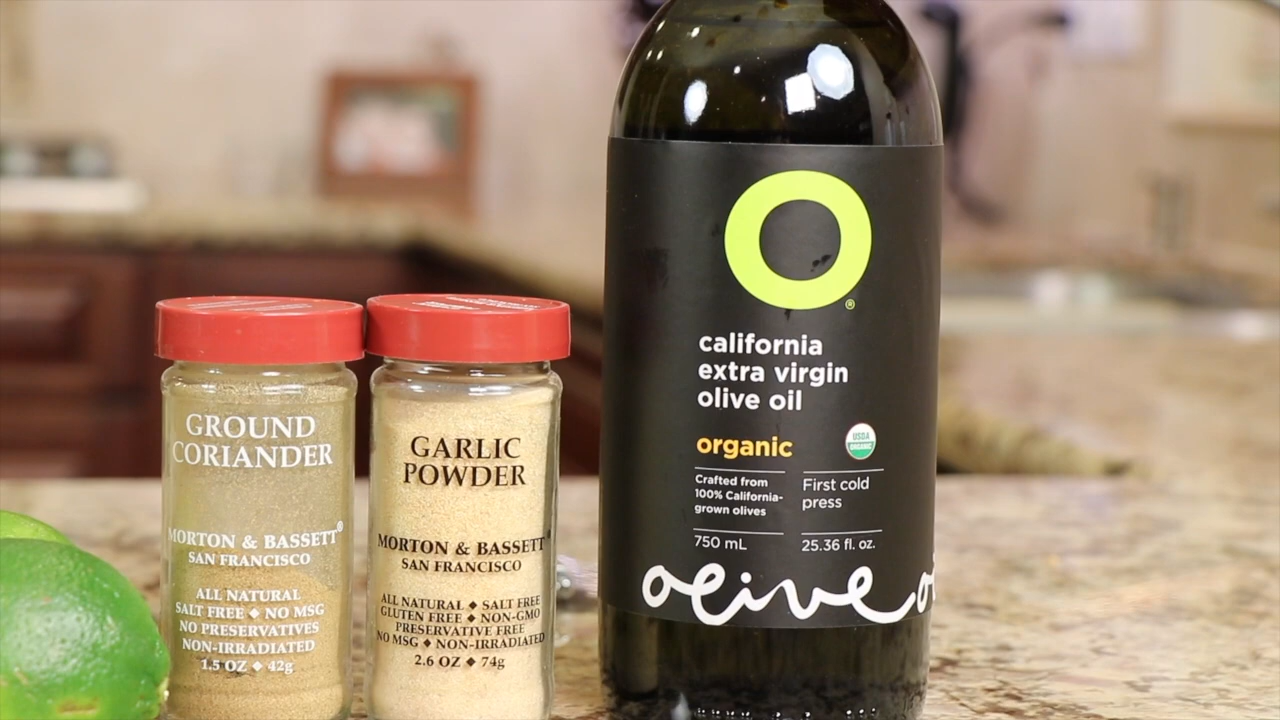 GROUND
CORIANDER
MORTON & BASSETT®
SAN FRANCISCO
ALL NATURAL
SALT FREE ◆ NO MSG
NO PRESERVATIVES
NON-IRRADIATED
1.5 OZ ◆ 42g
GARLIC
POWDER
MORTON & BASSETT®
SAN FRANCISCO
ALL NATURAL ◆ SALT FREE
GLUTEN FREE ◆ NON-GMO
PRESERVATIVE FREE
NO MSG ◆ NON-IRRADIATED
2.6 OZ ◆ 74g
O®
california
extra virgin
olive oil
organic
USDA
ORGANIC
Crafted from
100% California-
grown olives
First cold
press
750 mL
25.36 fl. oz.
olive o